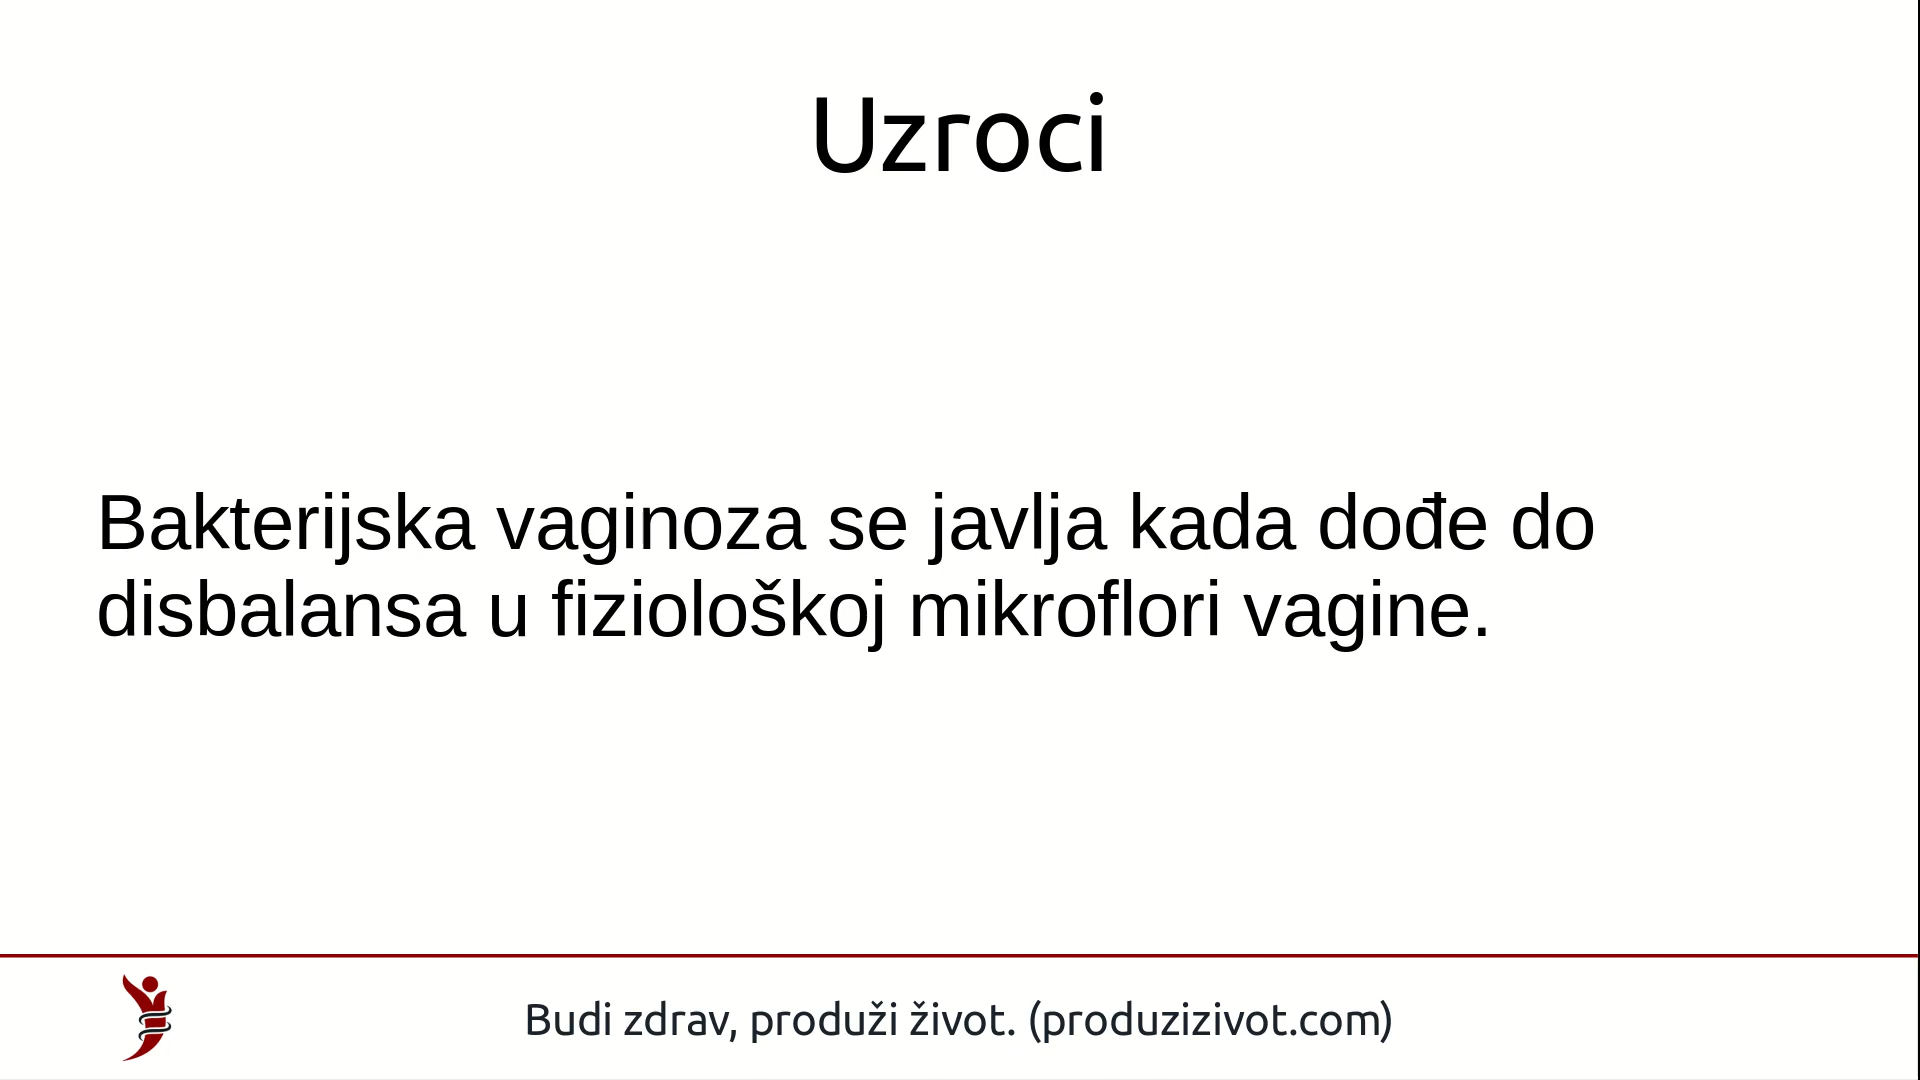 Uzroci
Bakterijska vaginoza se javlja kada dođe do
disbalansa u fiziološkoj mikroflori vagine.
Budi zdrav, produži život. (produzizivot.com)